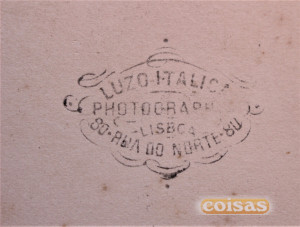 LUZO-ITALICA
PHOTOGRAPHIA
LISBOA
80-RUA DO NORTE-80
coisas